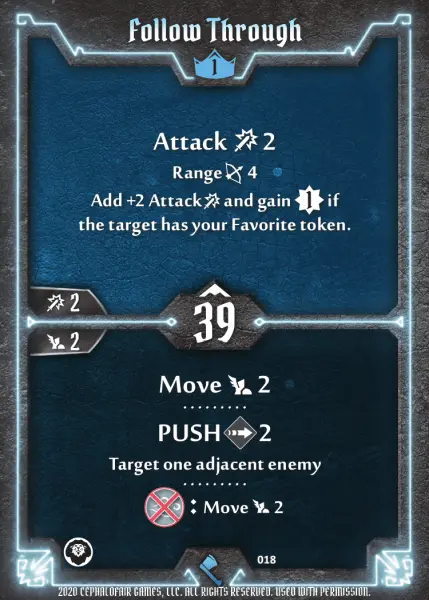 Follow Through
1
Attack 2
Range 4
Add +2 Attack and gain 1 if
the target has your Favorite token.
2
39
2
Move 2
PUSH 2
Target one adjacent enemy
: Move 2
018
2020 CEPHALOFAIR GAMES, LLC. ALL RIGHTS RESERVED. USED WITH PERMISSION.